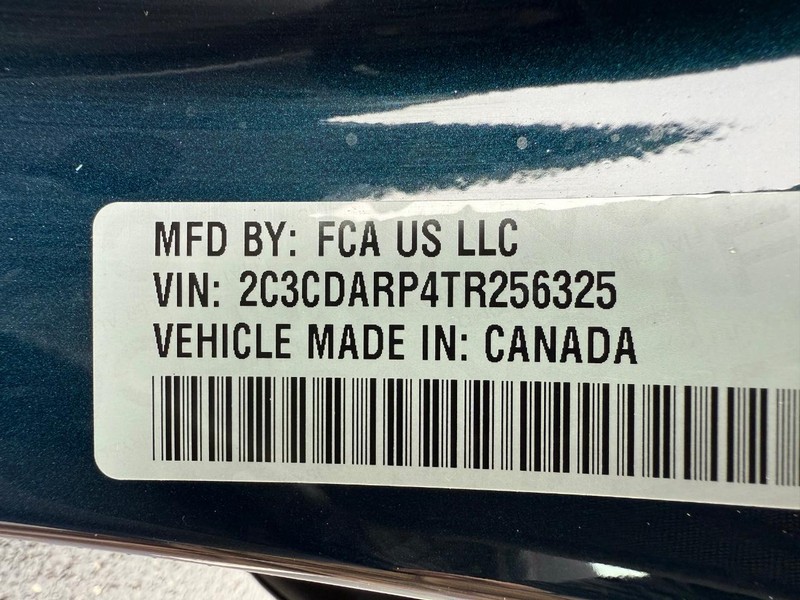 MFD BY: FCA US LLC
VIN: 2C3CDARP4TR256325
VEHICLE MADE IN: CANADA